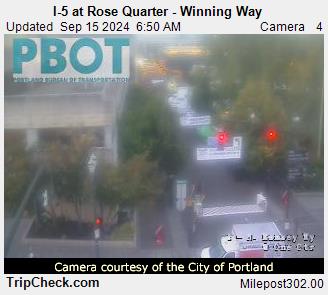 I-5 at Rose Quarter - Winning Way
Updated Sep 15 2024 6:50 AM Camera 4
PBOT
PORTLAND BUREAU OF TRANSPORTATION
Camera courtesy of the City of Portland
TripCheck.com Milepost302.00